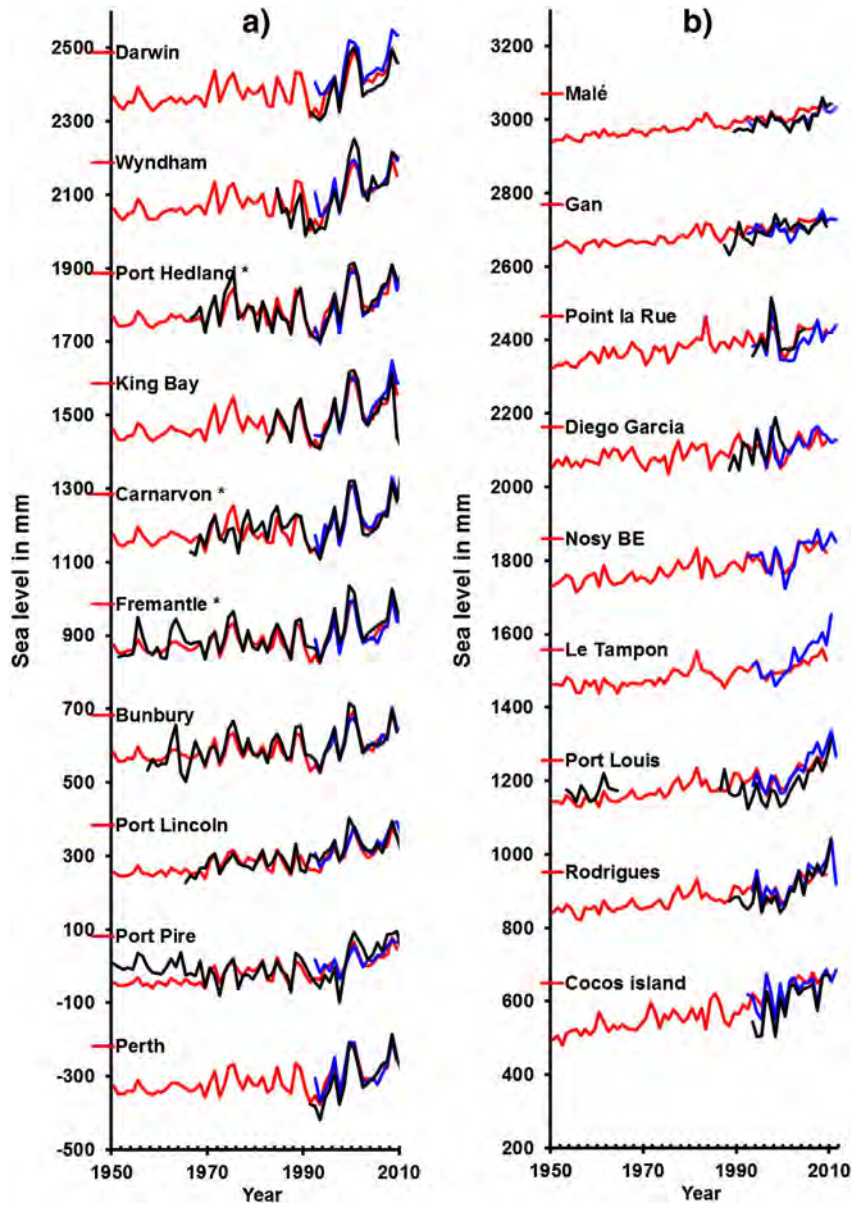 a)
2500
Darwin
2300
Wyndham
2100
1900
Port Hedland *
1700
King Bay
1500
1300
Carnarvon *
1100
Fremantle *
900
700
Bunbury
500
Port Lincoln
300
100
Port Pire
-100
Perth
-300
-500
1950
1970
1990
2010
Year
Sea level in mm
b)
3200
Malé
3000
2800
Gan
2600
Point la Rue
2400
2200
Diego Garcia
2000
Nosy BE
1800
1600
Le Tampon
1400
Port Louis
1200
1000
Rodrigues
800
Cocos island
600
400
200
1950
1970
1990
2010
Year
Sea level in mm